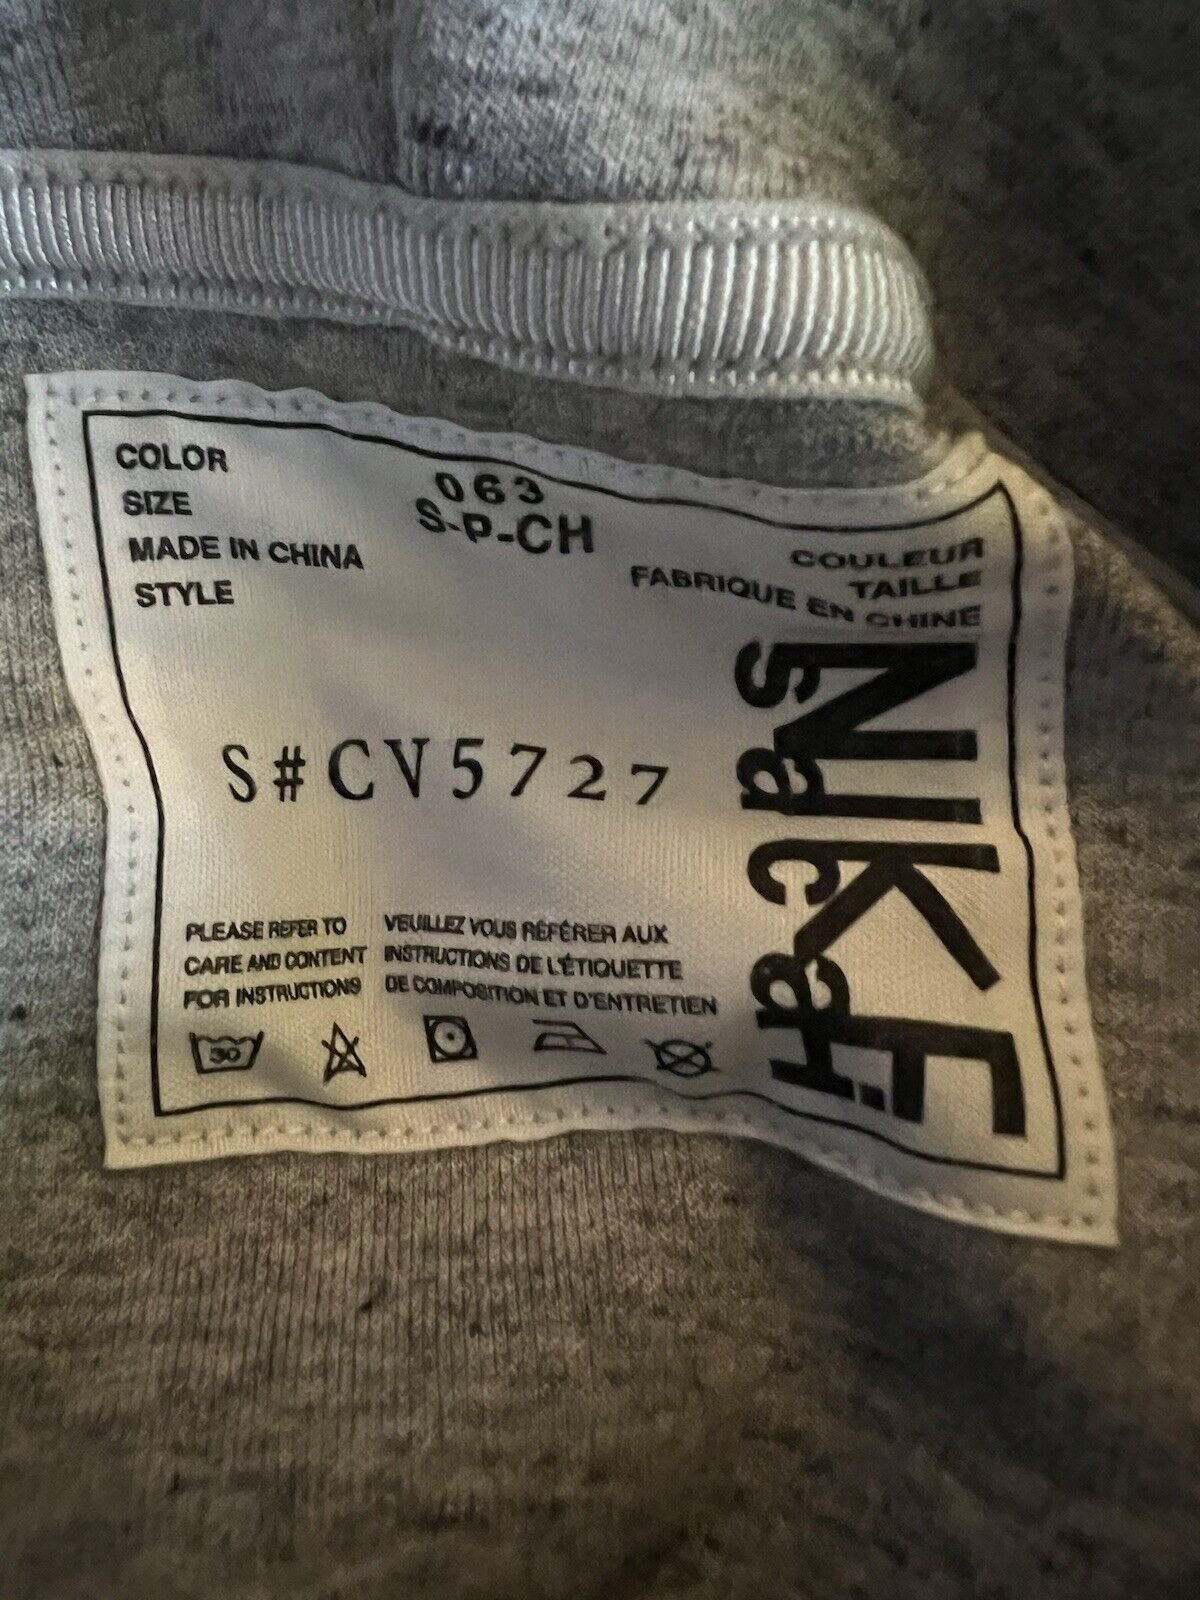 COLOR 063 COULEUR
SIZE S-P-CH TAILLE
MADE IN CHINA FABRIQUE EN CHINE
STYLE
S#CV5727
NIKE
sacai
PLEASE REFER TO
CARE AND CONTENT
FOR INSTRUCTIONS
VEUILLEZ VOUS RÉFÉRER AUX
INSTRUCTIONS DE L'ÉTIQUETTE
DE COMPOSITION ET D'ENTRETIEN
30